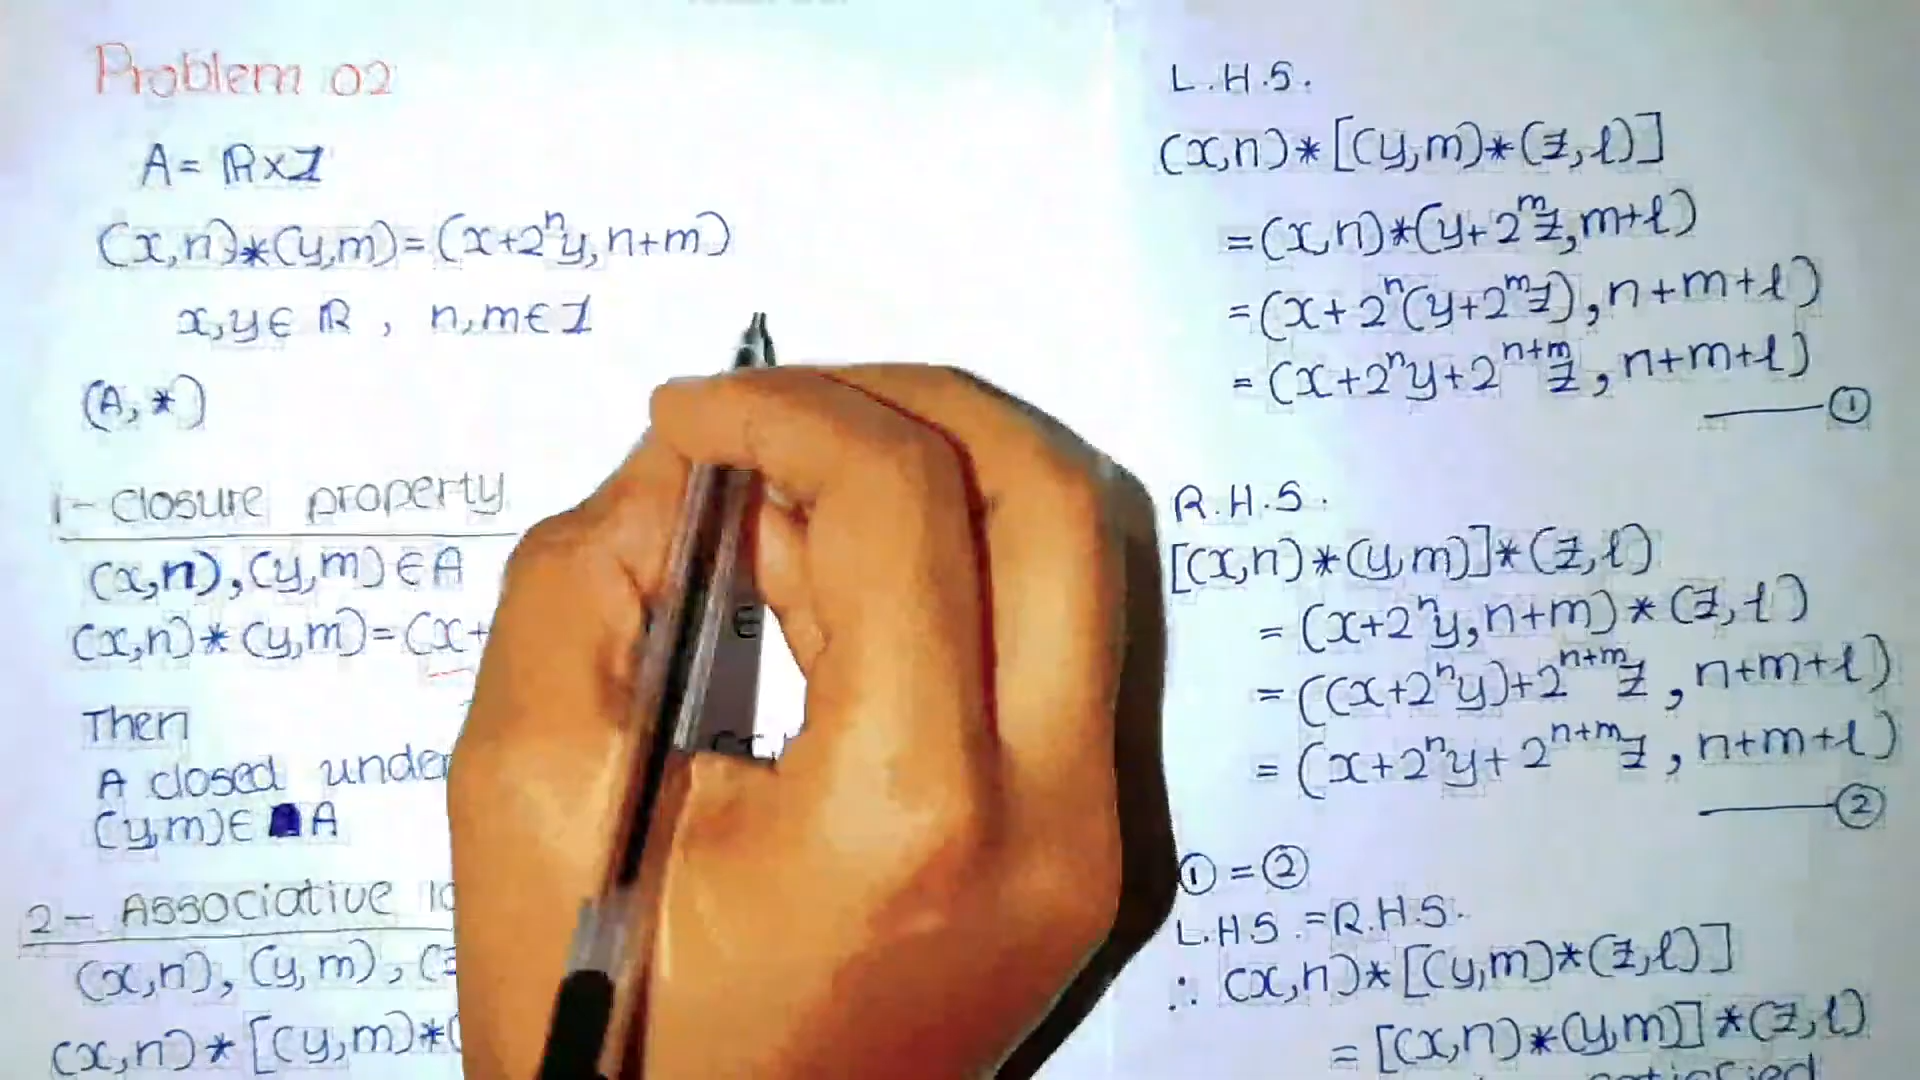 Problem 02
A = ℝ×ℤ
(x,n)*(y,m)=(x+2ⁿy, n+m)
x,y∈ ℝ , n,m∈ℤ
(A, *)
1- Closure property
(x,n),(y,m)∈A
(x,n)*(y,m)=(x+
∈
Then
A closed under
(y,m)∈ A
2- Associative
(x,n), (y,m), (z
(x,n)*[(y,m)*(
L.H.S.
(x,n)*[(y,m)*(z,l)]
=(x,n)*(y+2ᵐz,m+l)
=(x+2ⁿ(y+2ᵐz),n+m+l)
= (x+2ⁿy+2ⁿ⁺ᵐz, n+m+l)
①
R.H.S.
[(x,n)*(y,m)]*(z,l)
= (x+2ⁿy, n+m)*(z,l)
= ((x+2ⁿy)+2ⁿ⁺ᵐz, n+m+l)
= (x+2ⁿy+2ⁿ⁺ᵐz, n+m+l)
②
① = ②
L.H.S.=R.H.S.
∴ (x,n)*[(y,m)*(z,l)]
= [(x,n)*(y,m)]*(z,l)